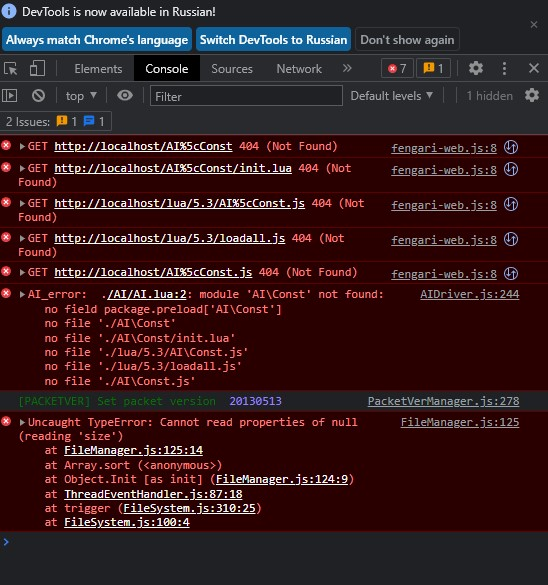 DevTools is now available in Russian!
Always match Chrome's language Switch DevTools to Russian Don't show again
Elements Console Sources Network » 7 1
top ▼ Filter Default levels ▼ 1 hidden
2 Issues: 1 1
▶GET http://localhost/AI%5cConst 404 (Not Found) fengari-web.js:8
▶GET http://localhost/AI%5cConst/init.lua 404 (Not fengari-web.js:8
Found)
▶GET http://localhost/lua/5.3/AI%5cConst.js 404 (Not fengari-web.js:8
Found)
▶GET http://localhost/lua/5.3/loadall.js 404 (Not fengari-web.js:8
Found)
▶GET http://localhost/AI%5cConst.js 404 (Not Found) fengari-web.js:8
▶AI_error: ./AI/AI.lua:2: module 'AI\Const' not found: AIDriver.js:244
no field package.preload['AI\Const']
no file './AI\Const'
no file './AI\Const/init.lua'
no file './lua/5.3/AI\Const.js'
no file './lua/5.3/loadall.js'
no file './AI\Const.js'
[PACKETVER] Set packet version 20130513 PacketVerManager.js:278
▶Uncaught TypeError: Cannot read properties of null FileManager.js:125
(reading 'size')
at FileManager.js:125:14
at Array.sort (<anonymous>)
at Object.Init [as init] (FileManager.js:124:9)
at ThreadEventHandler.js:87:18
at trigger (FileSystem.js:310:25)
at FileSystem.js:100:4